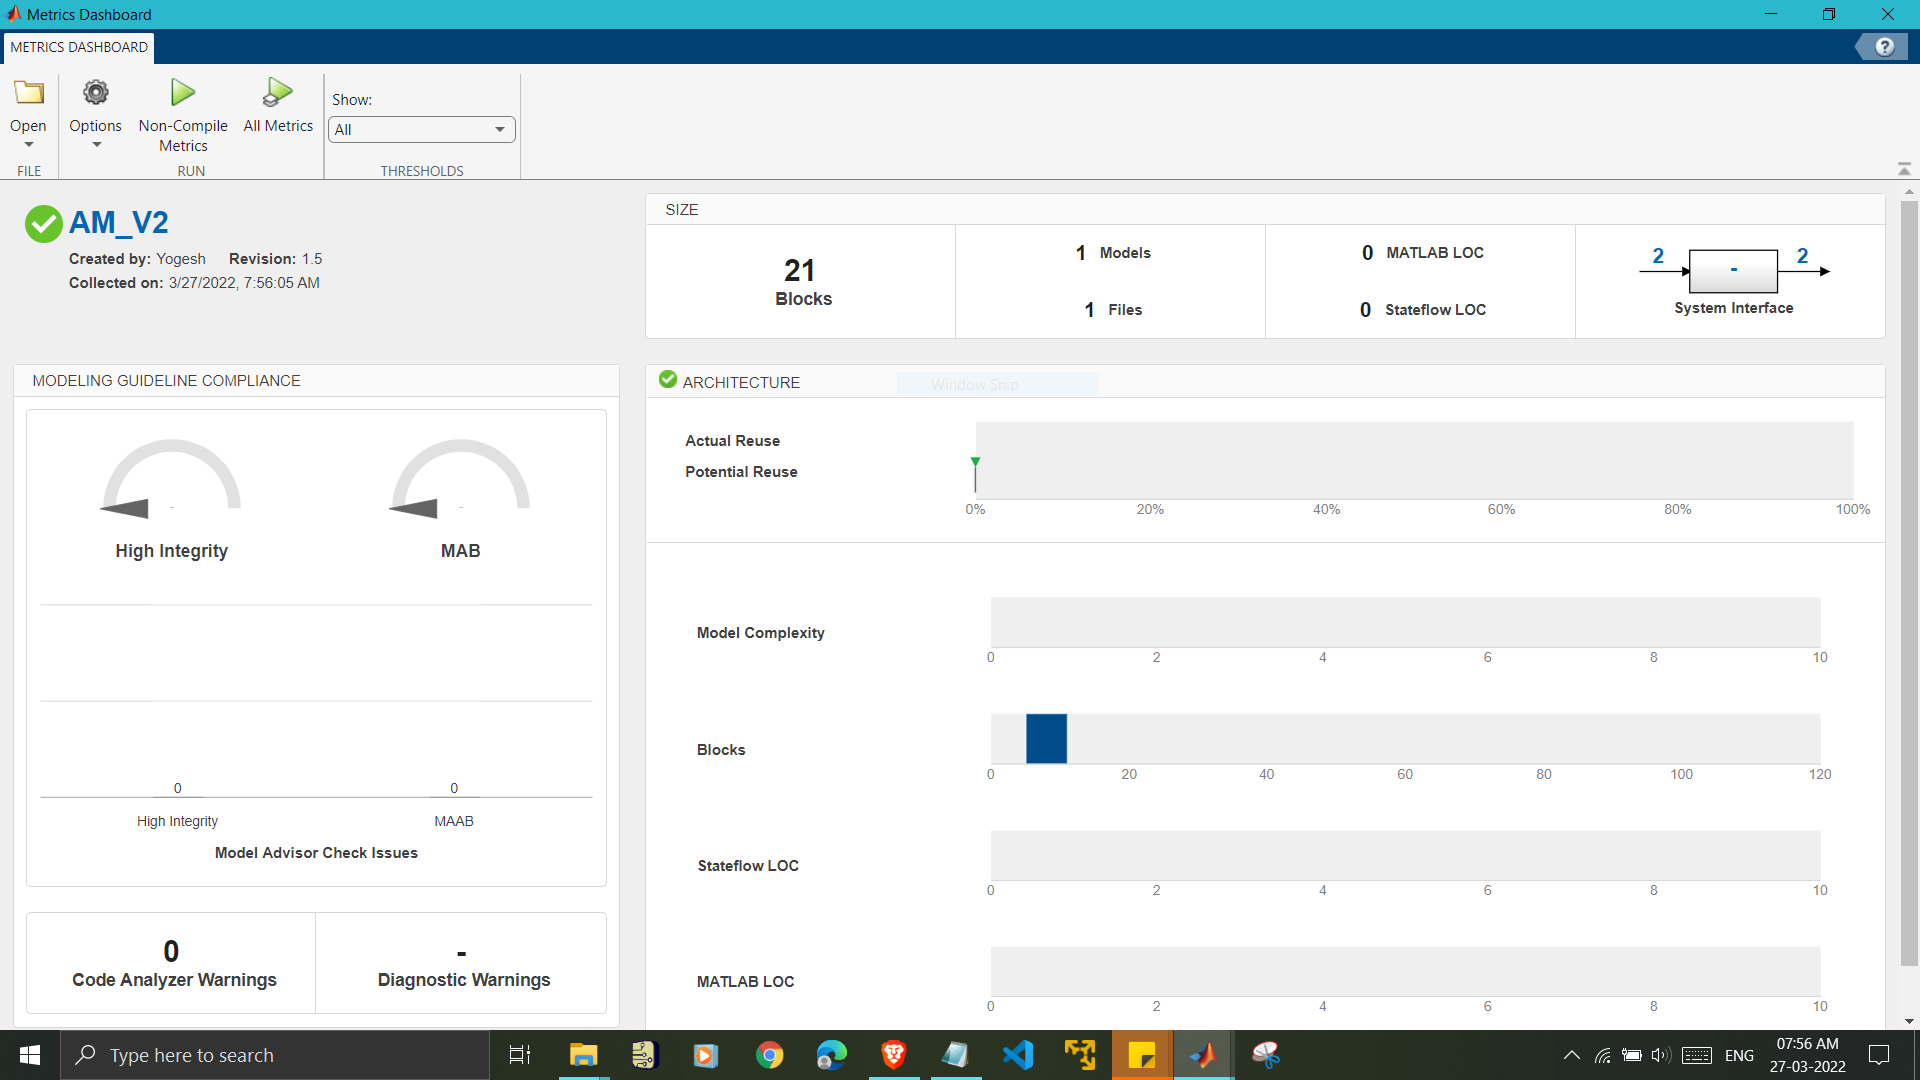 Metrics Dashboard
METRICS DASHBOARD
?
Open
Options
Non-Compile
Metrics
All Metrics
Show:
All
FILE
RUN
THRESHOLDS
AM_V2
Created by: Yogesh Revision: 1.5
Collected on: 3/27/2022, 7:56:05 AM
SIZE
21
Blocks
1 Models
1 Files
0 MATLAB LOC
0 Stateflow LOC
2 - 2
System Interface
MODELING GUIDELINE COMPLIANCE
-
High Integrity
-
MAB
0
0
High Integrity
MAAB
Model Advisor Check Issues
0
Code Analyzer Warnings
-
Diagnostic Warnings
ARCHITECTURE
Window Snip
Actual Reuse
Potential Reuse
0% 20% 40% 60% 80% 100%
Model Complexity
0 2 4 6 8 10
Blocks
0 20 40 60 80 100 120
Stateflow LOC
0 2 4 6 8 10
MATLAB LOC
0 2 4 6 8 10
Type here to search
ENG
07:56 AM
27-03-2022